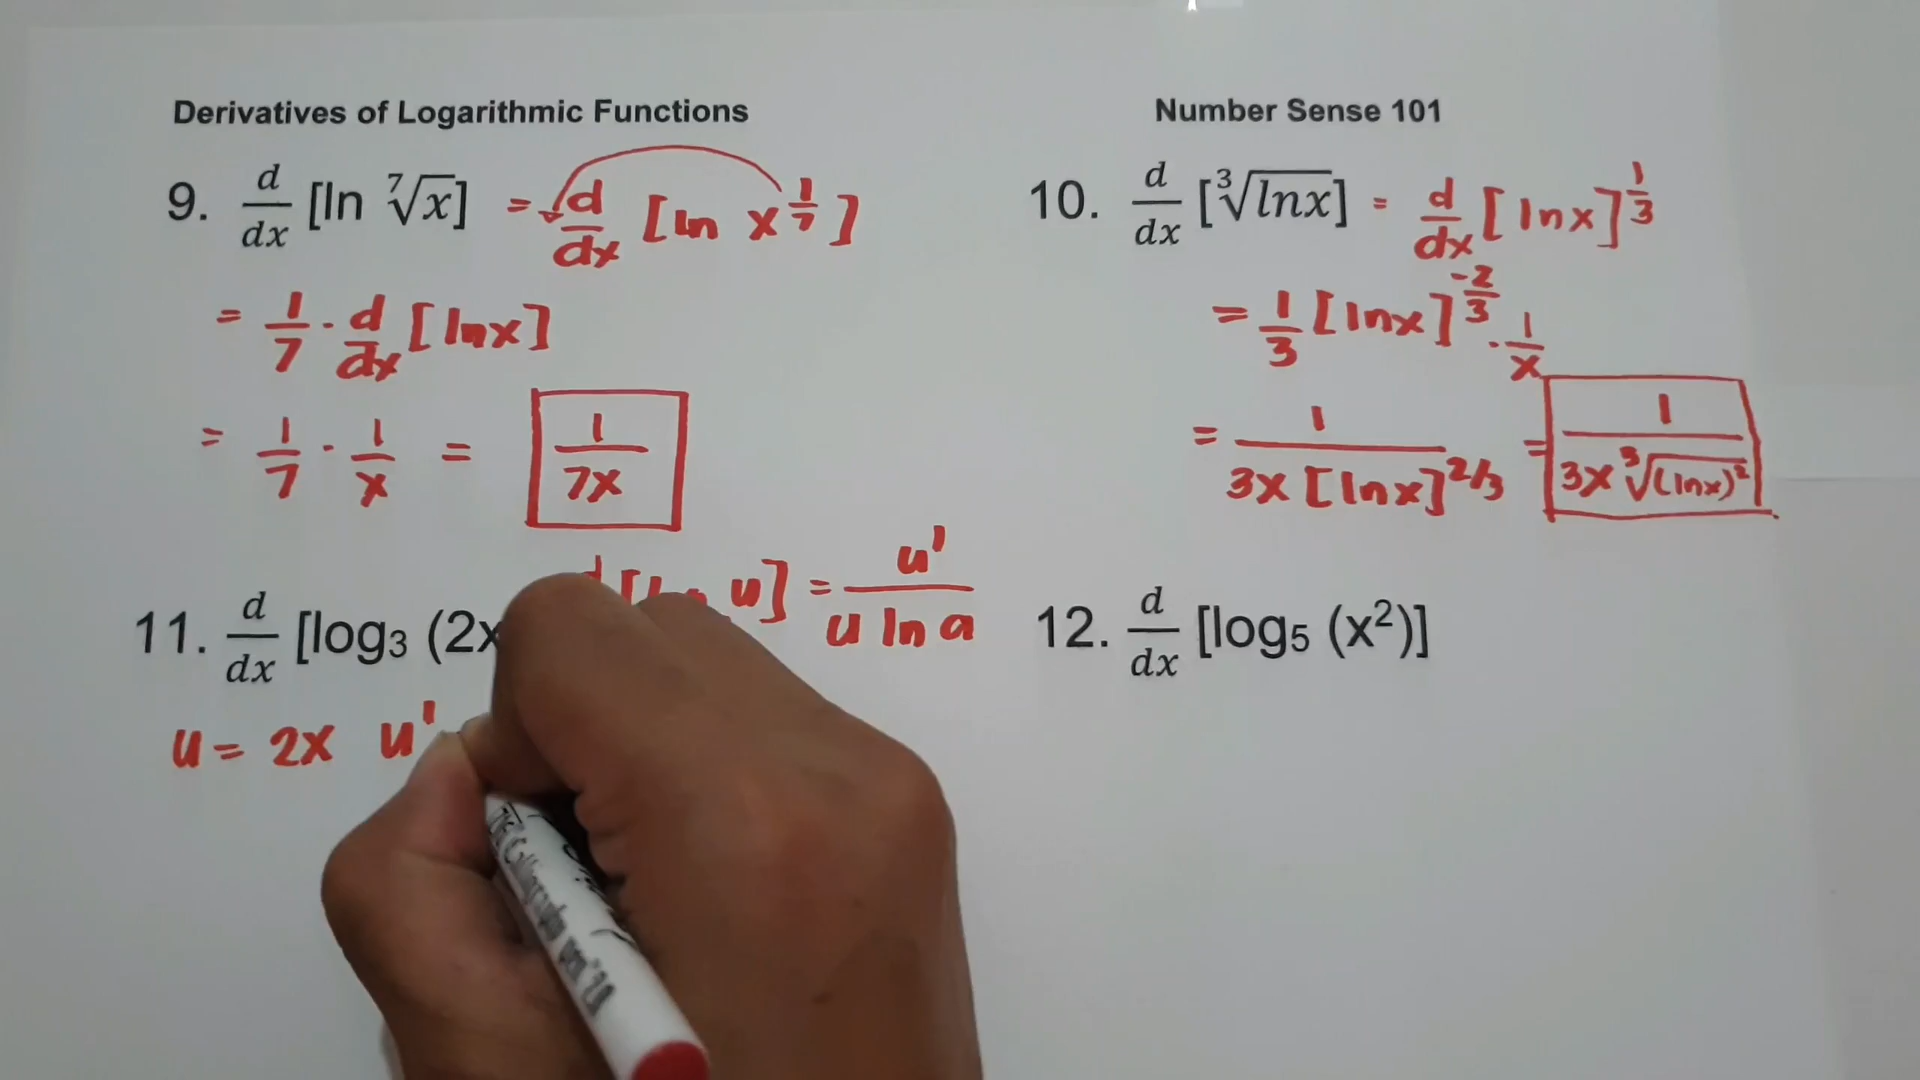 Derivatives of Logarithmic Functions
Number Sense 101
9. d/dx [ln ⁷√x] = d/dx [ln x^1/7]
= 1/7 · d/dx [lnx]
= 1/7 · 1/x = 1/7x
10. d/dx [³√lnx] = d/dx [lnx]^1/3
= 1/3 [lnx]^-2/3 · 1/x
= 1/3x[lnx]^2/3 = 1/3x ³√(lnx)²
u] = u'/u ln a
11. d/dx [log₃ (2x
u = 2x u'
12. d/dx [log₅ (x²)]